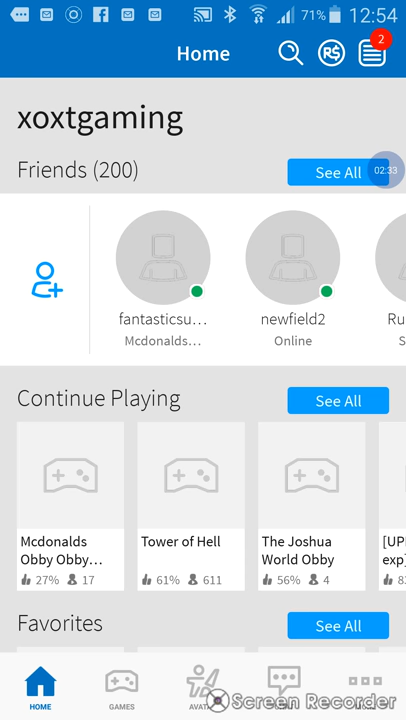 71% 12:54
Home
R$
2
xoxtgaming
Friends (200)
See All
02:33
fantasticsu...
newfield2
Ru
Mcdonalds...
Online
S
Continue Playing
See All
Mcdonalds
Obby Obby...
Tower of Hell
The Joshua
World Obby
[UP
exp]
27% 17
61% 611
56% 4
Favorites
See All
HOME
GAMES
Screen Recorder